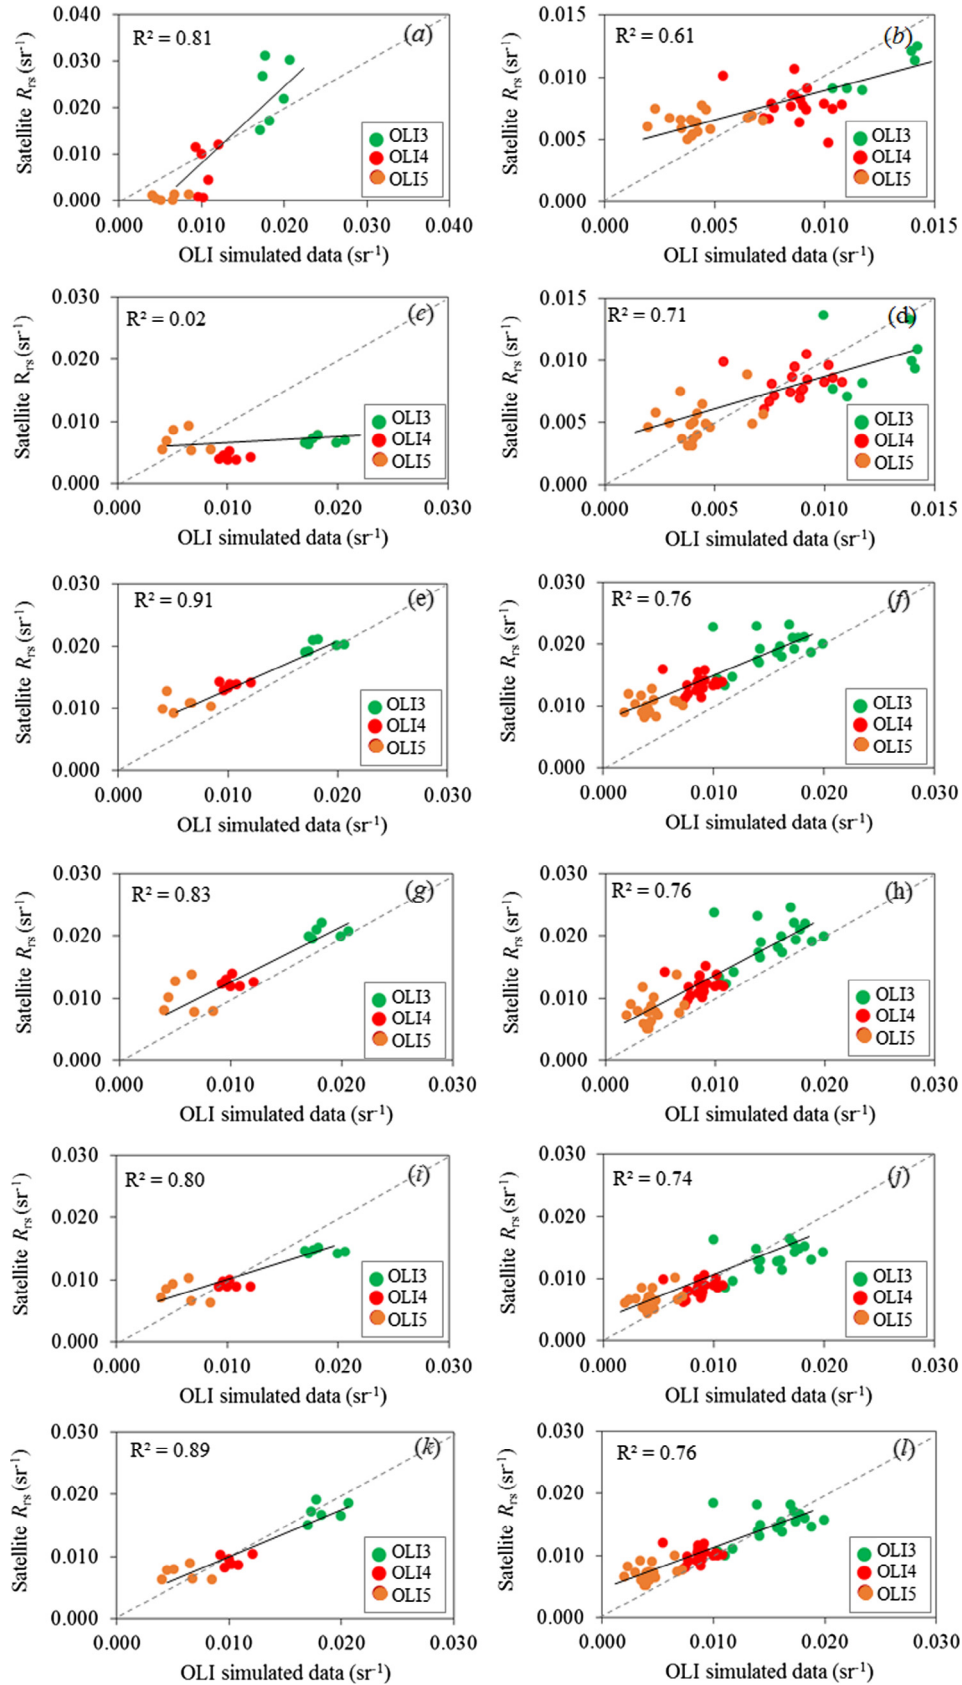 0.040 0.030 0.020 0.010 0.000
Satellite Rrs (sr-1)
R² = 0.81
(a)
OLI3
OLI4
OLI5
0.000 0.010 0.020 0.030 0.040
OLI simulated data (sr-1)
0.015 0.010 0.005 0.000
Satellite Rrs (sr-1)
R² = 0.61
(b)
OLI3
OLI4
OLI5
0.000 0.005 0.010 0.015
OLI simulated data (sr-1)
0.030 0.020 0.010 0.000
Satellite Rrs (sr-1)
R² = 0.02
(c)
OLI3
OLI4
OLI5
0.000 0.010 0.020 0.030
OLI simulated data (sr-1)
0.015 0.010 0.005 0.000
Satellite Rrs (sr-1)
R² = 0.71
(d)
OLI3
OLI4
OLI5
0.000 0.005 0.010 0.015
OLI simulated data (sr-1)
0.030 0.020 0.010 0.000
Satellite Rrs (sr-1)
R² = 0.91
(e)
OLI3
OLI4
OLI5
0.000 0.010 0.020 0.030
OLI simulated data (sr-1)
0.030 0.020 0.010 0.000
Satellite Rrs (sr-1)
R² = 0.76
(f)
OLI3
OLI4
OLI5
0.000 0.010 0.020 0.030
OLI simulated data (sr-1)
0.030 0.020 0.010 0.000
Satellite Rrs (sr-1)
R² = 0.83
(g)
OLI3
OLI4
OLI5
0.000 0.010 0.020 0.030
OLI simulated data (sr-1)
0.030 0.020 0.010 0.000
Satellite Rrs (sr-1)
R² = 0.76
(h)
OLI3
OLI4
OLI5
0.000 0.010 0.020 0.030
OLI simulated data (sr-1)
0.030 0.020 0.010 0.000
Satellite Rrs (sr-1)
R² = 0.80
(i)
OLI3
OLI4
OLI5
0.000 0.010 0.020 0.030
OLI simulated data (sr-1)
0.030 0.020 0.010 0.000
Satellite Rrs (sr-1)
R² = 0.74
(j)
OLI3
OLI4
OLI5
0.000 0.010 0.020 0.030
OLI simulated data (sr-1)
0.030 0.020 0.010 0.000
Satellite Rrs (sr-1)
R² = 0.89
(k)
OLI3
OLI4
OLI5
0.000 0.010 0.020 0.030
OLI simulated data (sr-1)
0.030 0.020 0.010 0.000
Satellite Rrs (sr-1)
R² = 0.76
(l)
OLI3
OLI4
OLI5
0.000 0.010 0.020 0.030
OLI simulated data (sr-1)